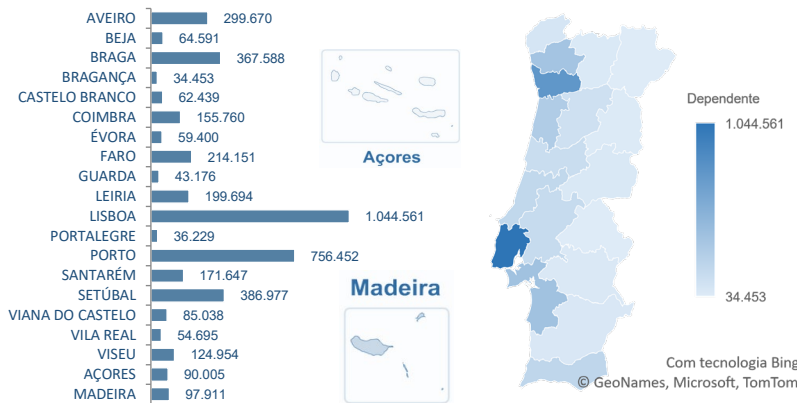 AVEIRO 299.670
BEJA 64.591
BRAGA 367.588
BRAGANÇA 34.453
CASTELO BRANCO 62.439
COIMBRA 155.760
ÉVORA 59.400
FARO 214.151
GUARDA 43.176
LEIRIA 199.694
LISBOA 1.044.561
PORTALEGRE 36.229
PORTO 756.452
SANTARÉM 171.647
SETÚBAL 386.977
VIANA DO CASTELO 85.038
VILA REAL 54.695
VISEU 124.954
AÇORES 90.005
MADEIRA 97.911
Açores
Madeira
Dependente
1.044.561
34.453
Com tecnologia Bing
© GeoNames, Microsoft, TomTom